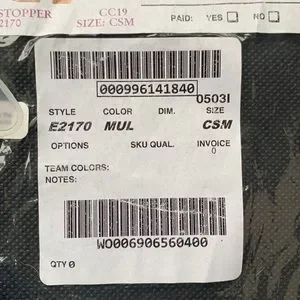 STOPPER
2170
CC19
SIZE: CSM
PAID: YES NO
000996141840
0503I
STYLE COLOR DIM. SIZE
E2170 MUL CSM
OPTIONS SKU QUAL. INVOICE
0
TEAM COLORS:
NOTES:
WO006906560400
QTY 0